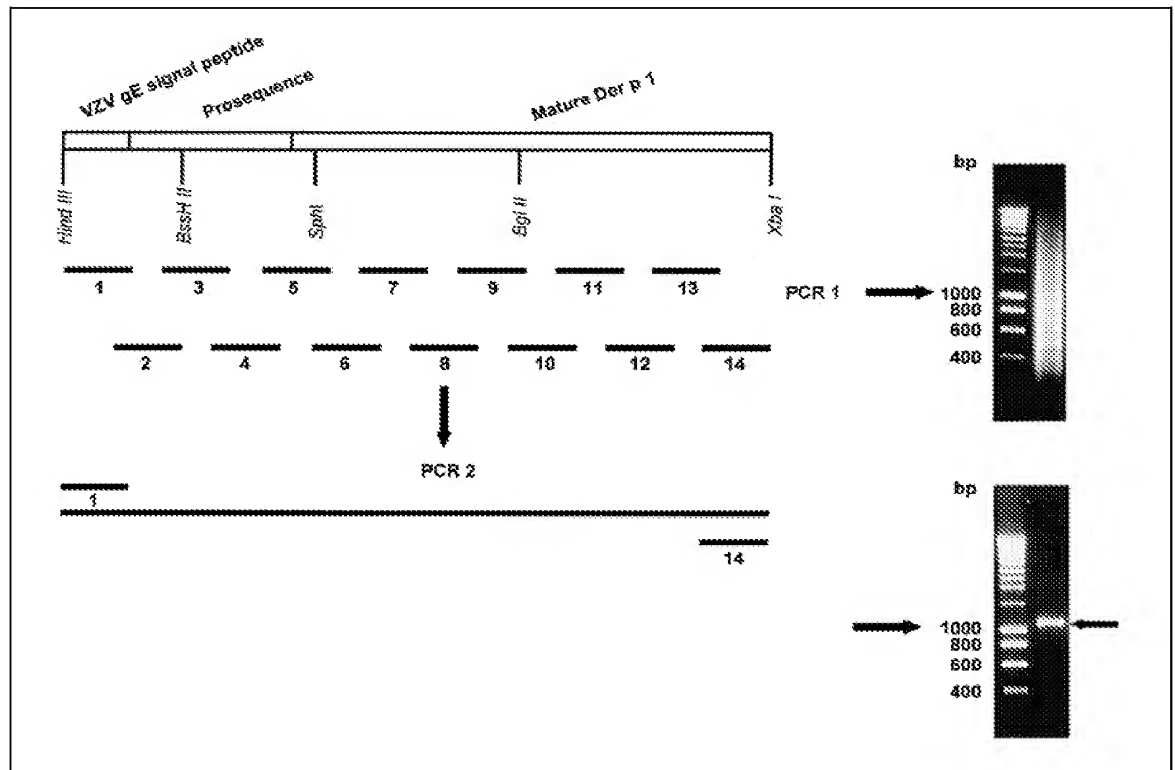 VZV gE signal peptide
Prosequence
Mature Der p 1
Hind III
BssH II
SphI
Bgl II
Xba I
1 3 5 7 9 11 13
2 4 6 8 10 12 14
PCR 1
bp
1000
800
600
400
PCR 2
1
14
bp
1000
800
600
400